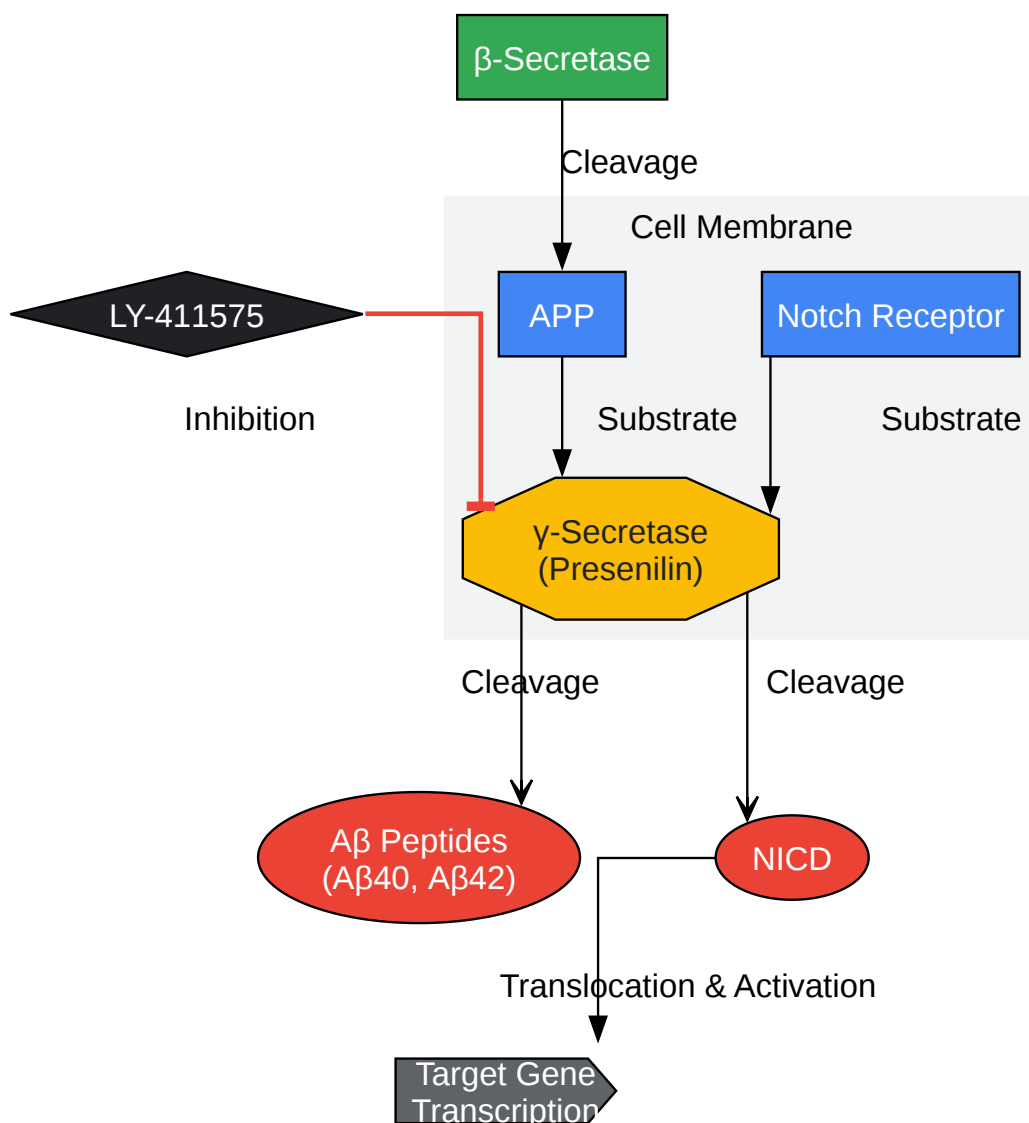 β-Secretase
Cleavage
Cell Membrane
LY-411575
APP
Notch Receptor
Inhibition
Substrate
Substrate
γ-Secretase
(Presenilin)
Cleavage
Cleavage
Aβ Peptides
(Aβ40, Aβ42)
NICD
Translocation & Activation
Target Gene
Transcription